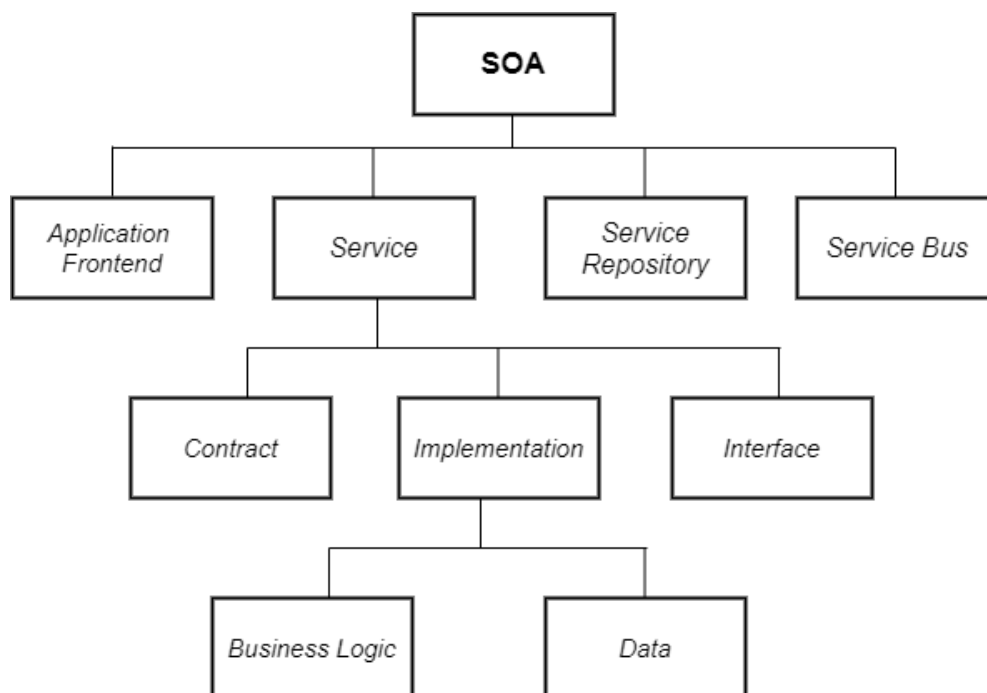 SOA
Application
Frontend
Service
Service
Repository
Service Bus
Contract
Implementation
Interface
Business Logic
Data